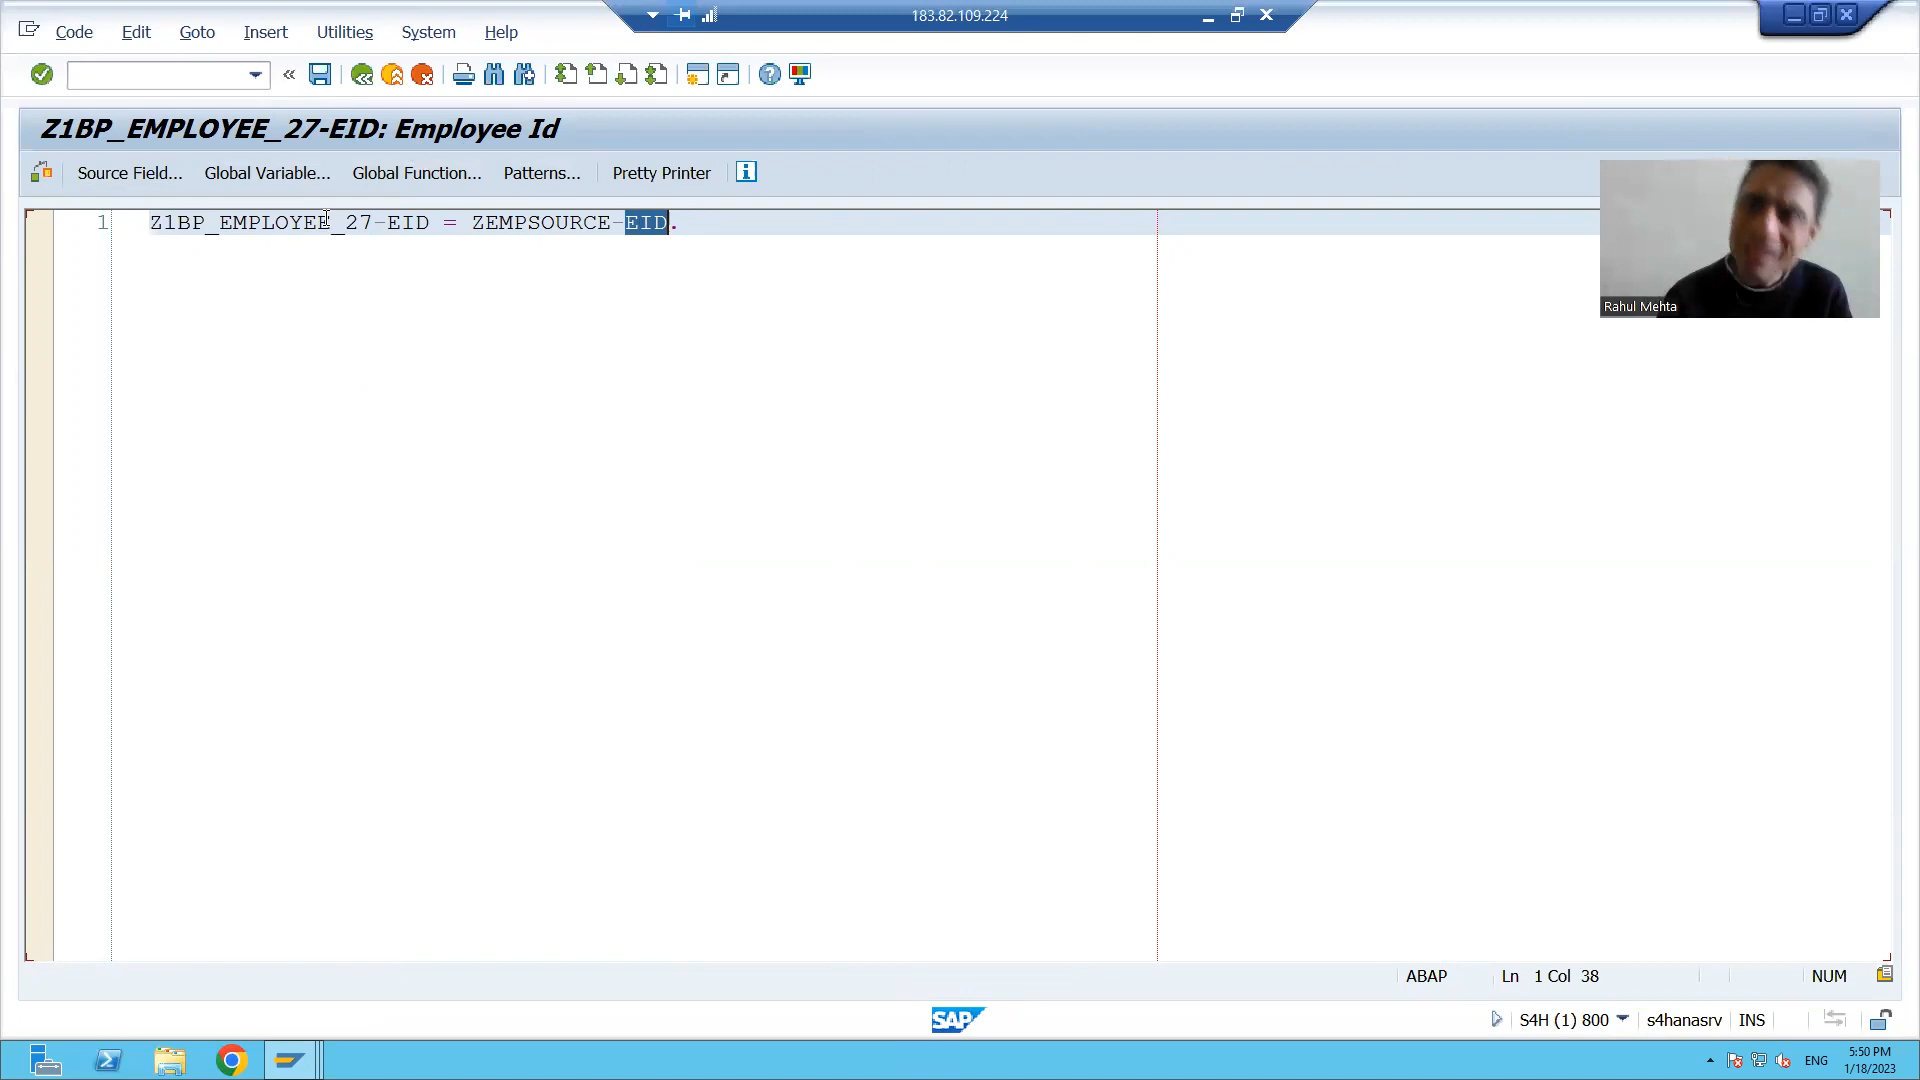 183.82.109.224
Code Edit Goto Insert Utilities System Help
Z1BP_EMPLOYEE_27-EID: Employee Id
Source Field... Global Variable... Global Function... Patterns... Pretty Printer
1 Z1BP_EMPLOYEE_27-EID = ZEMPSOURCE-EID.
Rahul Mehta
ABAP Ln 1 Col 38 NUM
SAP S4H (1) 800 s4hanasrv INS
ENG 5:50 PM
1/18/2023